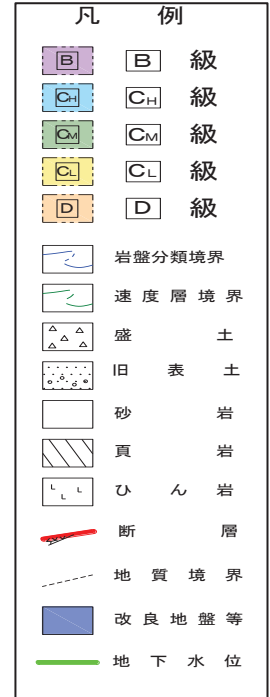 凡 例
B B 級
CH CH 級
CM CM 級
CL CL 級
D D 級
岩盤分類境界
速度層境界
盛 土
旧 表 土
砂 岩
頁 岩
ひ ん 岩
断 層
地質境界
改良地盤等
地下水位